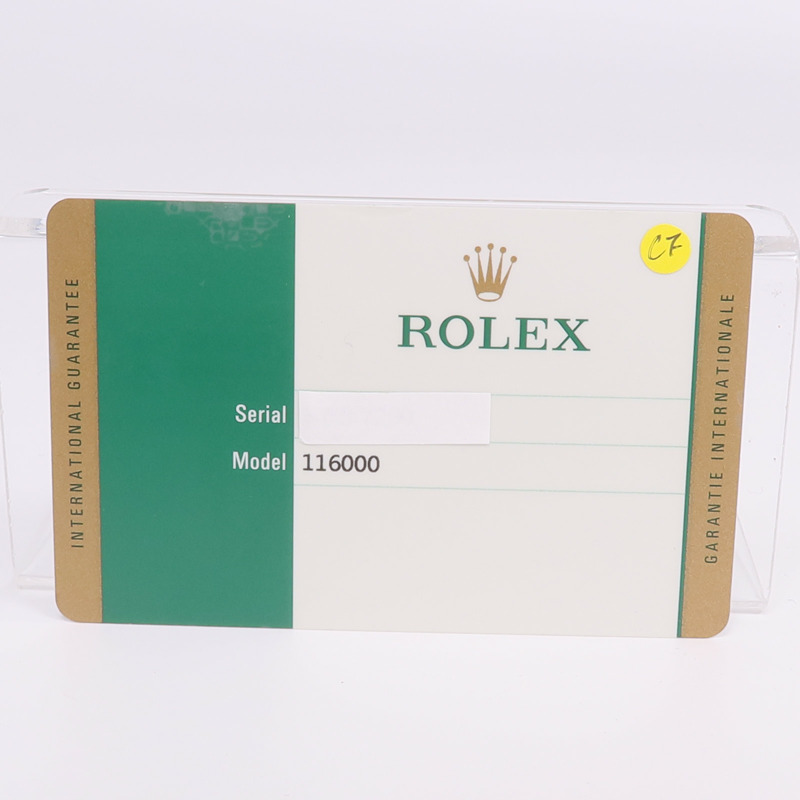 INTERNATIONAL GUARANTEE
C7
ROLEX
Serial
Model 116000
GARANTIE INTERNATIONALE